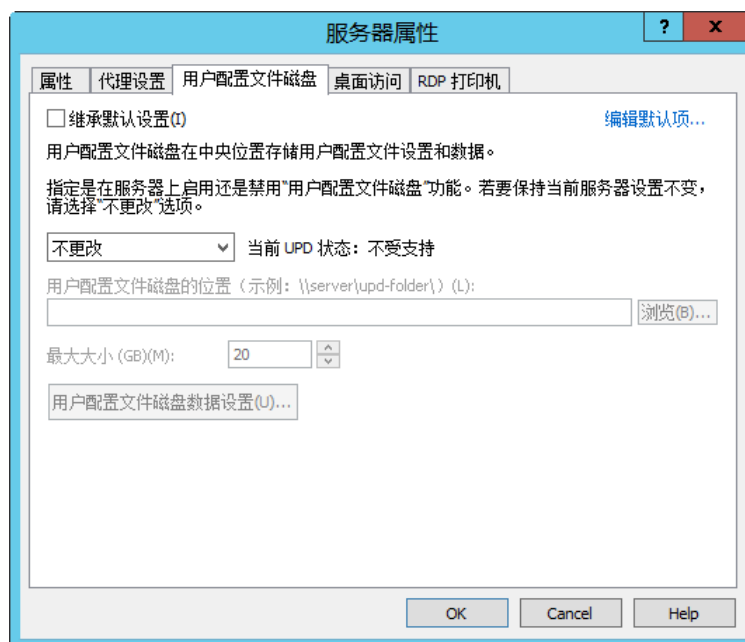 服务器属性
? x
属性 代理设置 用户配置文件磁盘 桌面访问 RDP 打印机
继承默认设置(I) 编辑默认项...
用户配置文件磁盘在中央位置存储用户配置文件设置和数据。
指定是在服务器上启用还是禁用“用户配置文件磁盘”功能。若要保持当前服务器设置不变，
请选择“不更改”选项。
不更改 当前 UPD 状态：不受支持
用户配置文件磁盘的位置（示例：\\server\upd-folder\）(L):
浏览(B)...
最大大小(GB)(M): 20
用户配置文件磁盘数据设置(U)...
OK Cancel Help